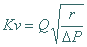 Kv = Q√(r/ΔP)